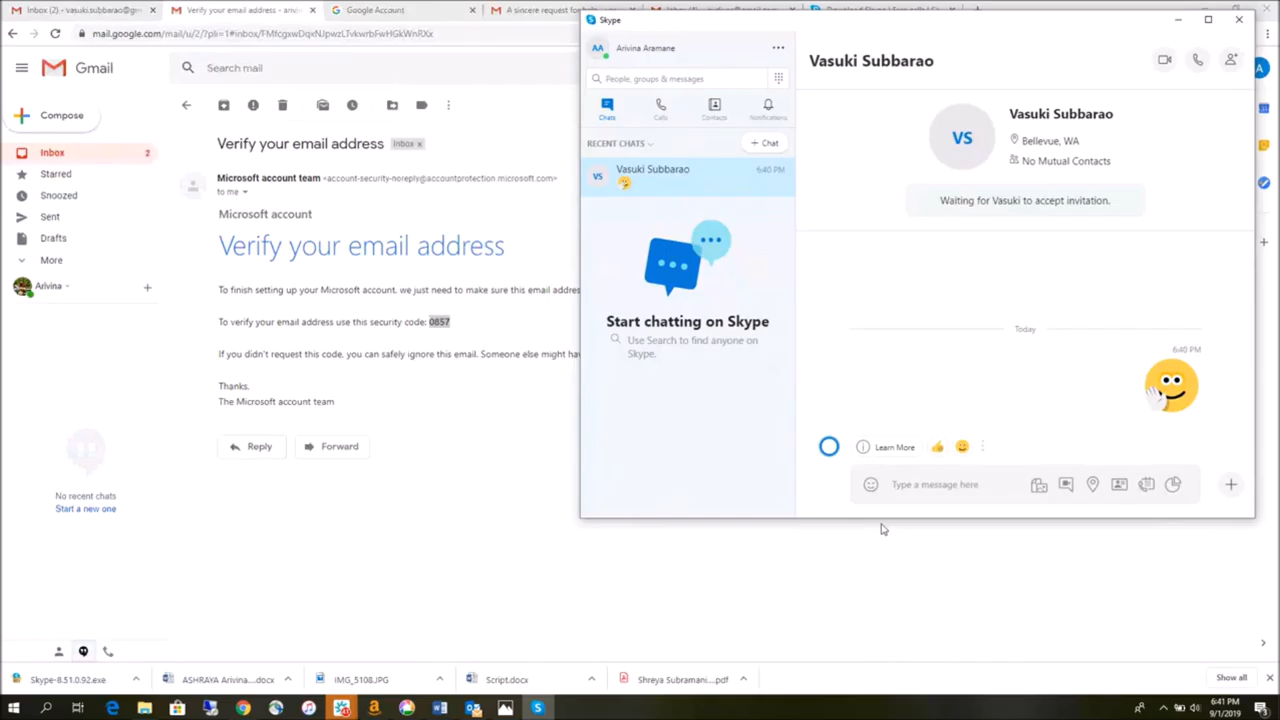 Inbox (2) - vasuki.subbarao@gm
Verify your email address - arivi
Google Account
A sincere request for
mail.google.com/mail/u/2/?pli=1#inbox/FMfcgxwDqxNJpwzLTvkwrbFwHGkWnRXx
Gmail
Search mail
Compose
Inbox
2
Starred
Snoozed
Sent
Drafts
More
Arivina
No recent chats
Start a new one
Verify your email address
Inbox x
Microsoft account team <account-security-noreply@accountprotection.microsoft.com>
to me
Microsoft account
Verify your email address
To finish setting up your Microsoft account, we just need to make sure this email addre
To verify your email address use this security code: 0857
If you didn't request this code, you can safely ignore this email. Someone else might ha
Thanks,
The Microsoft account team
Reply
Forward
Skype
AA
Arivina Aramane
People, groups & messages
Chats
Calls
Contacts
Notifications
RECENT CHATS
+ Chat
VS
Vasuki Subbarao
6:40 PM
Start chatting on Skype
Use Search to find anyone on
Skype.
Vasuki Subbarao
VS
Vasuki Subbarao
Bellevue, WA
No Mutual Contacts
Waiting for Vasuki to accept invitation.
Today
6:40 PM
Learn More
Type a message here
A
Skype-8.51.0.92.exe
ASHRAYA Arivina....docx
IMG_5108.JPG
Script.docx
Shreya Subramani....pdf
Show all
6:41 PM
9/1/2019